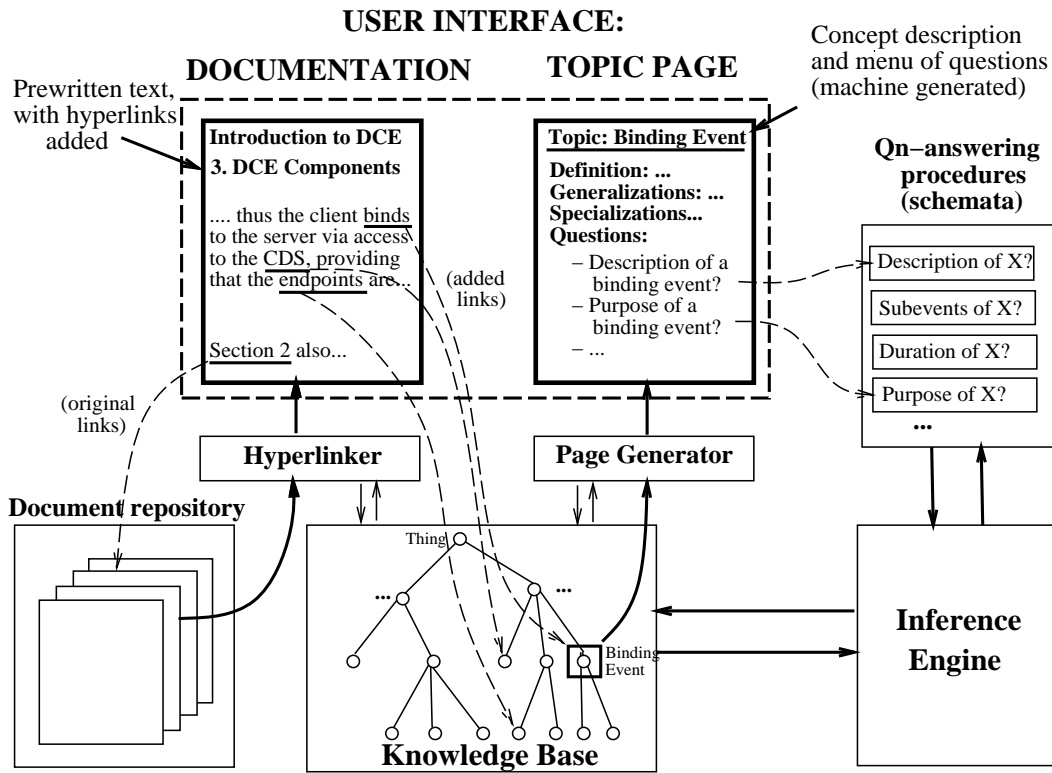 USER INTERFACE:
DOCUMENTATION
TOPIC PAGE
Concept description
and menu of questions
(machine generated)
Prewritten text,
with hyperlinks
added
Introduction to DCE
3. DCE Components
.... thus the client binds
to the server via access
to the CDS, providing
that the endpoints are...
Section 2 also...
(added
links)
(original
links)
Topic: Binding Event
Definition: ...
Generalizations: ...
Specializations...
Questions:
– Description of a
binding event?
– Purpose of a
binding event?
– ...
Qn–answering
procedures
(schemata)
Description of X?
Subevents of X?
Duration of X?
Purpose of X?
...
Hyperlinker
Page Generator
Document repository
Thing
...
...
Binding
Event
Knowledge Base
Inference
Engine